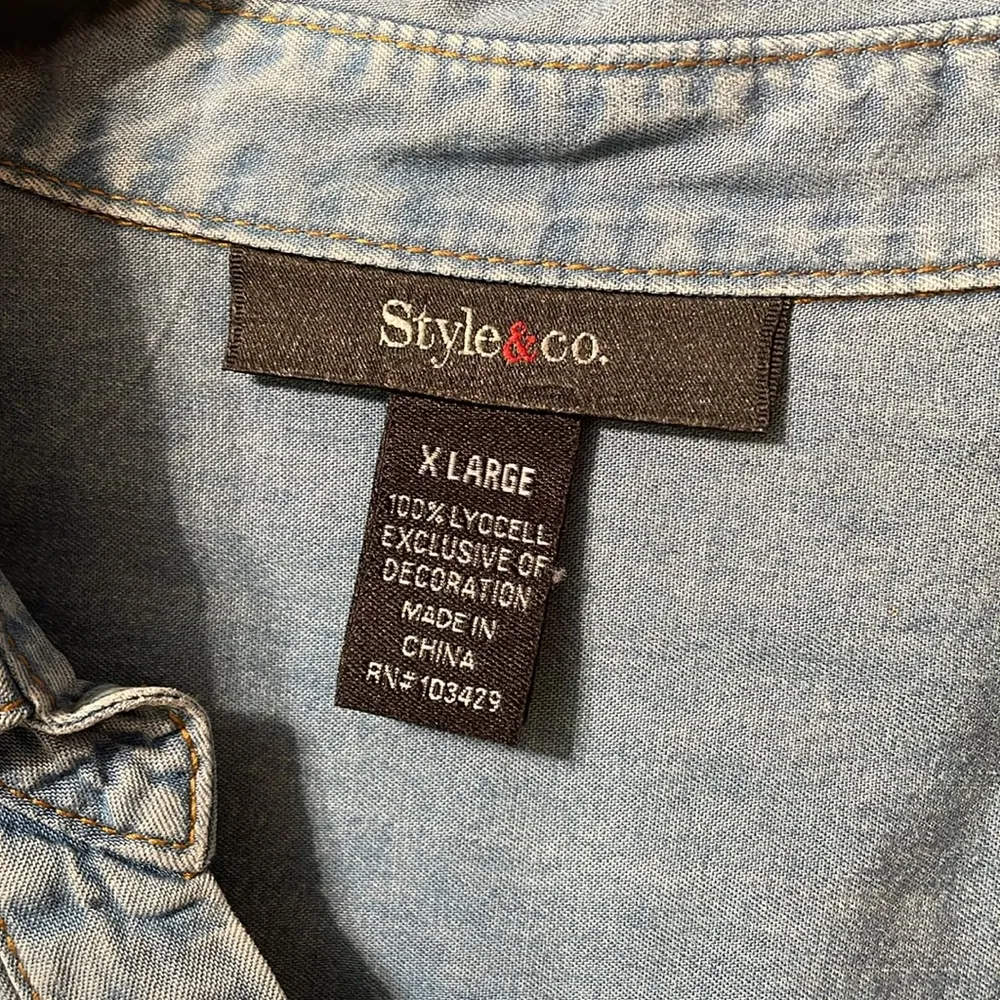 Style&co.
X LARGE
100% LYOCELL
EXCLUSIVE OF
DECORATION
MADE IN
CHINA
RN#103429